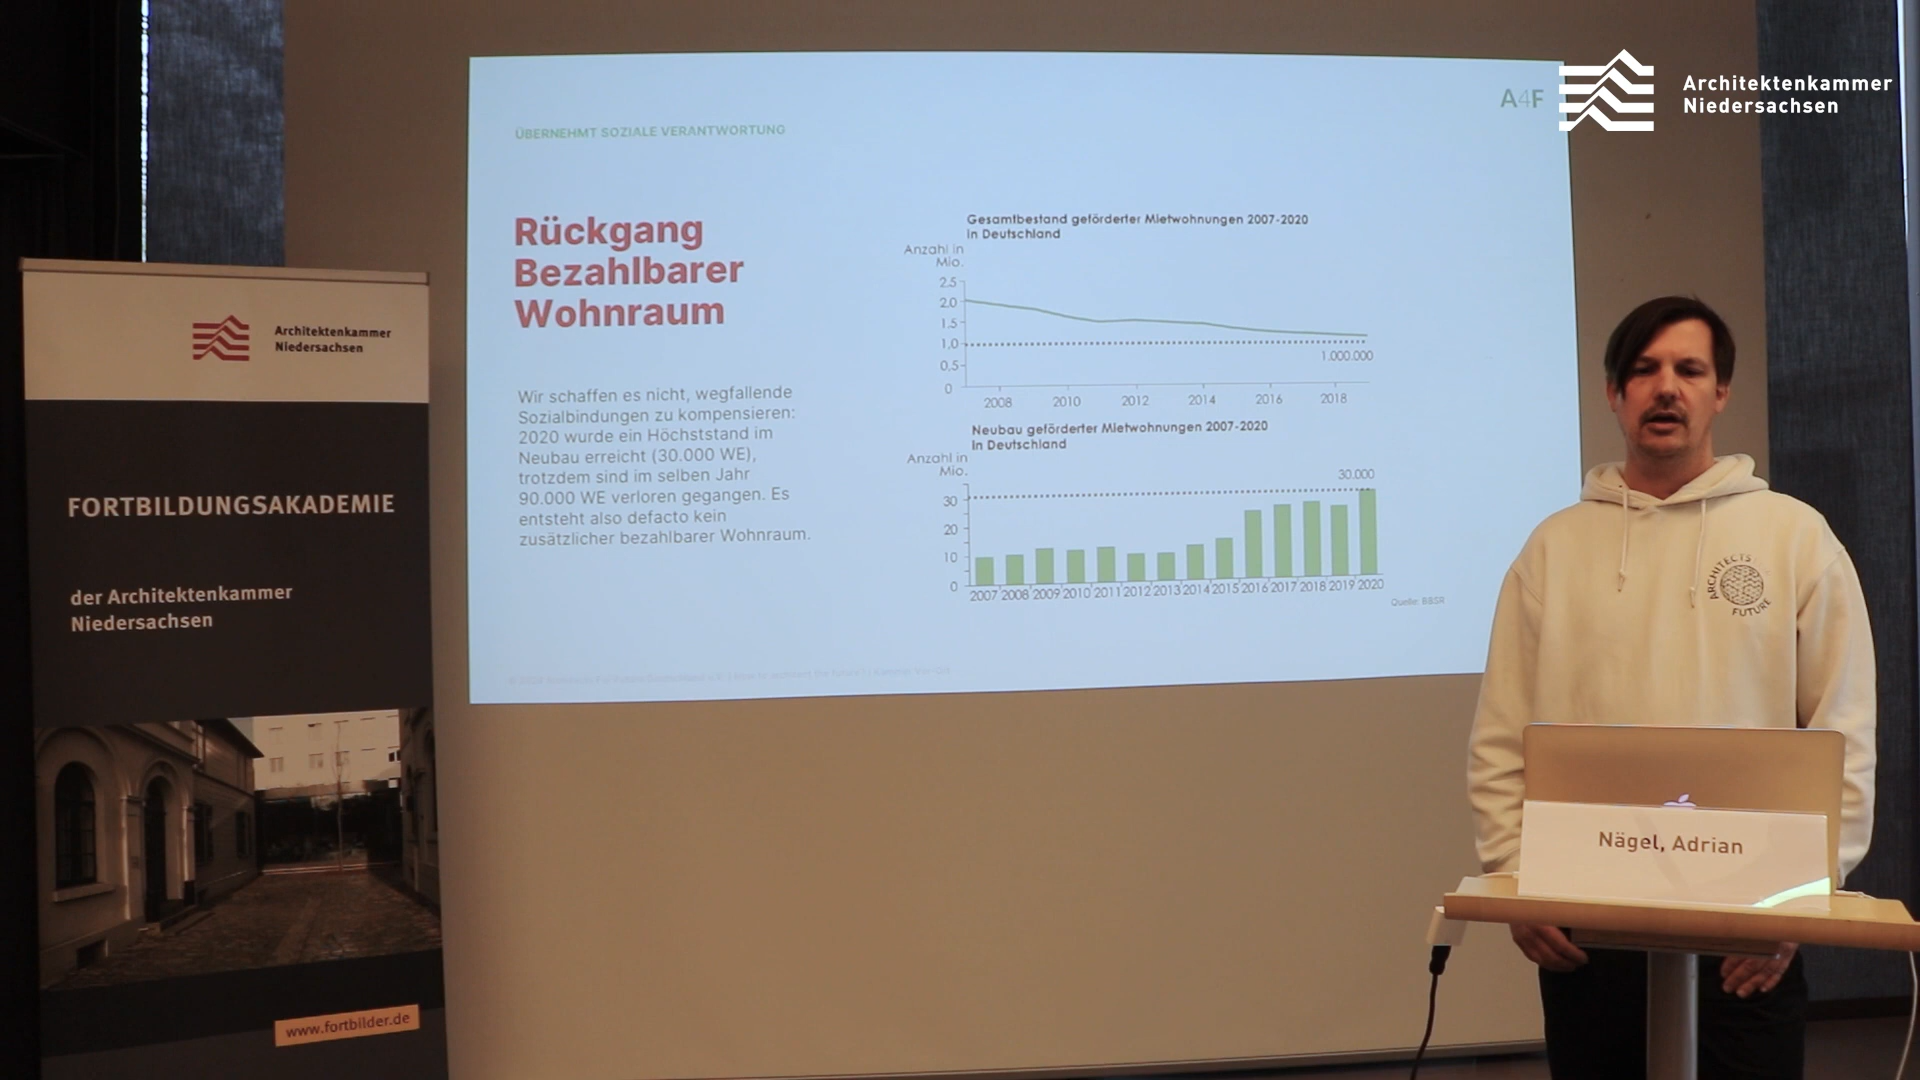 Architektenkammer
Niedersachsen
A4F
ÜBERNEHMT SOZIALE VERANTWORTUNG
Rückgang
Bezahlbarer
Wohnraum
Wir schaffen es nicht, wegfallende
Sozialbindungen zu kompensieren:
2020 wurde ein Höchststand im
Neubau erreicht (30.000 WE),
trotzdem sind im selben Jahr
90.000 WE verloren gegangen. Es
entsteht also defacto kein
zusätzlicher bezahlbarer Wohnraum.
Gesamtbestand geförderter Mietwohnungen 2007-2020
in Deutschland
Anzahl in
Mio.
2.5
2.0
1.5
1.0
0.5
0
1.000.000
2008 2010 2012 2014 2016 2018
Neubau geförderter Mietwohnungen 2007-2020
in Deutschland
Anzahl in
Mio.
30.000
30
20
10
0
2007 2008 2009 2010 2011 2012 2013 2014 2015 2016 2017 2018 2019 2020
Quelle: BBSR
Architektenkammer
Niedersachsen
FORTBILDUNGSAKADEMIE
der Architektenkammer
Niedersachsen
www.fortbilder.de
ARCHITECTS
FUTURE
Nägel, Adrian